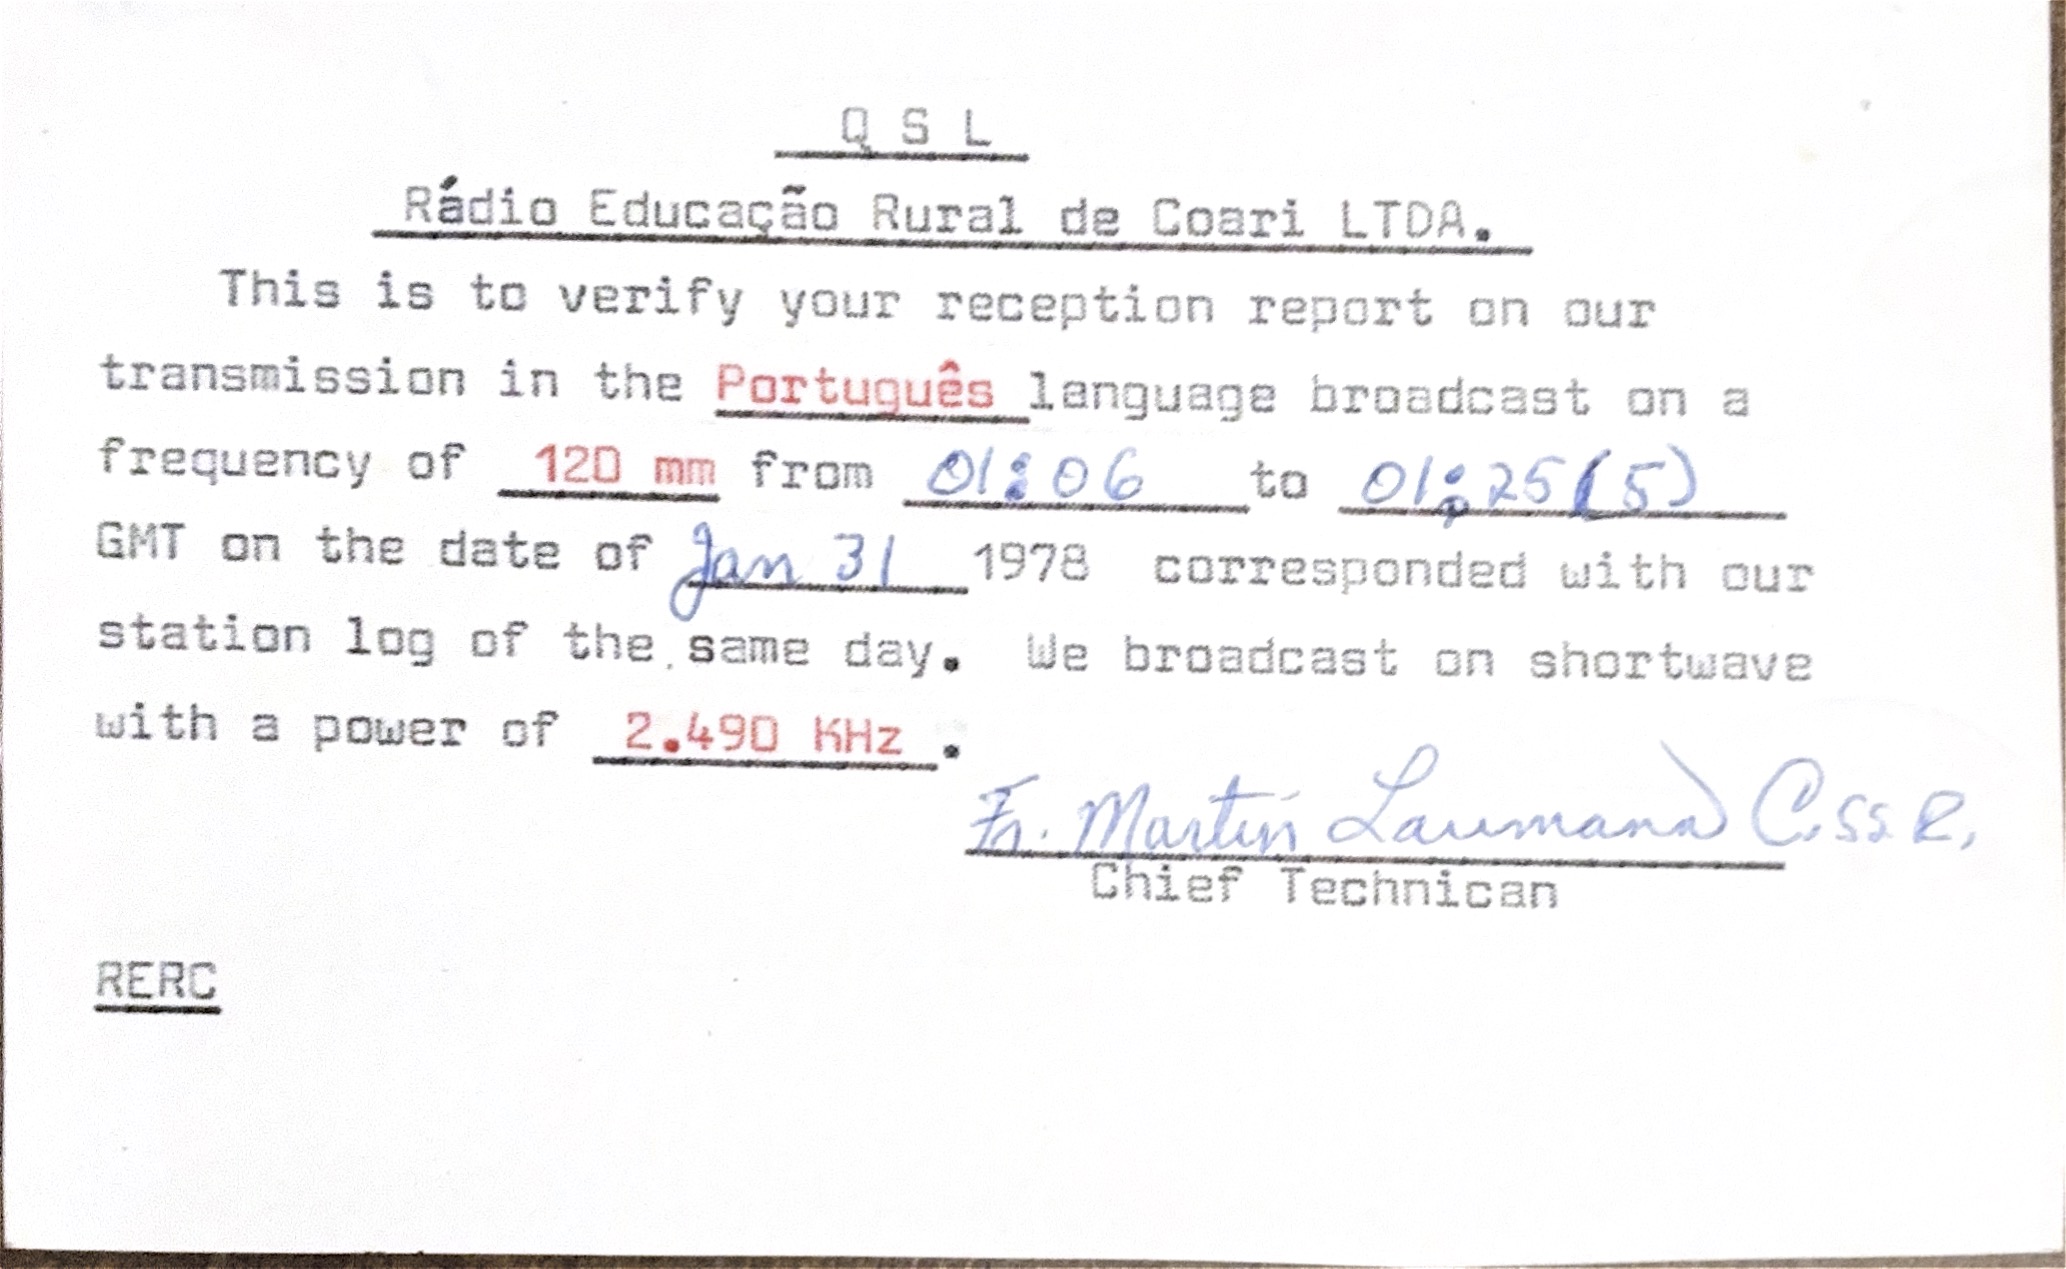 Q S L
Rádio Educação Rural de Coari LTDA.
This is to verify your reception report on our
transmission in the Português language broadcast on a
frequency of 120 mm from 01:06 to 01:25(5)
GMT on the date of Jan 31 1978 corresponded with our
station log of the same day. We broadcast on shortwave
with a power of 2.490 KHz.
Fr. Martin Laumann C.Ss.R.
Chief Technican
RERC